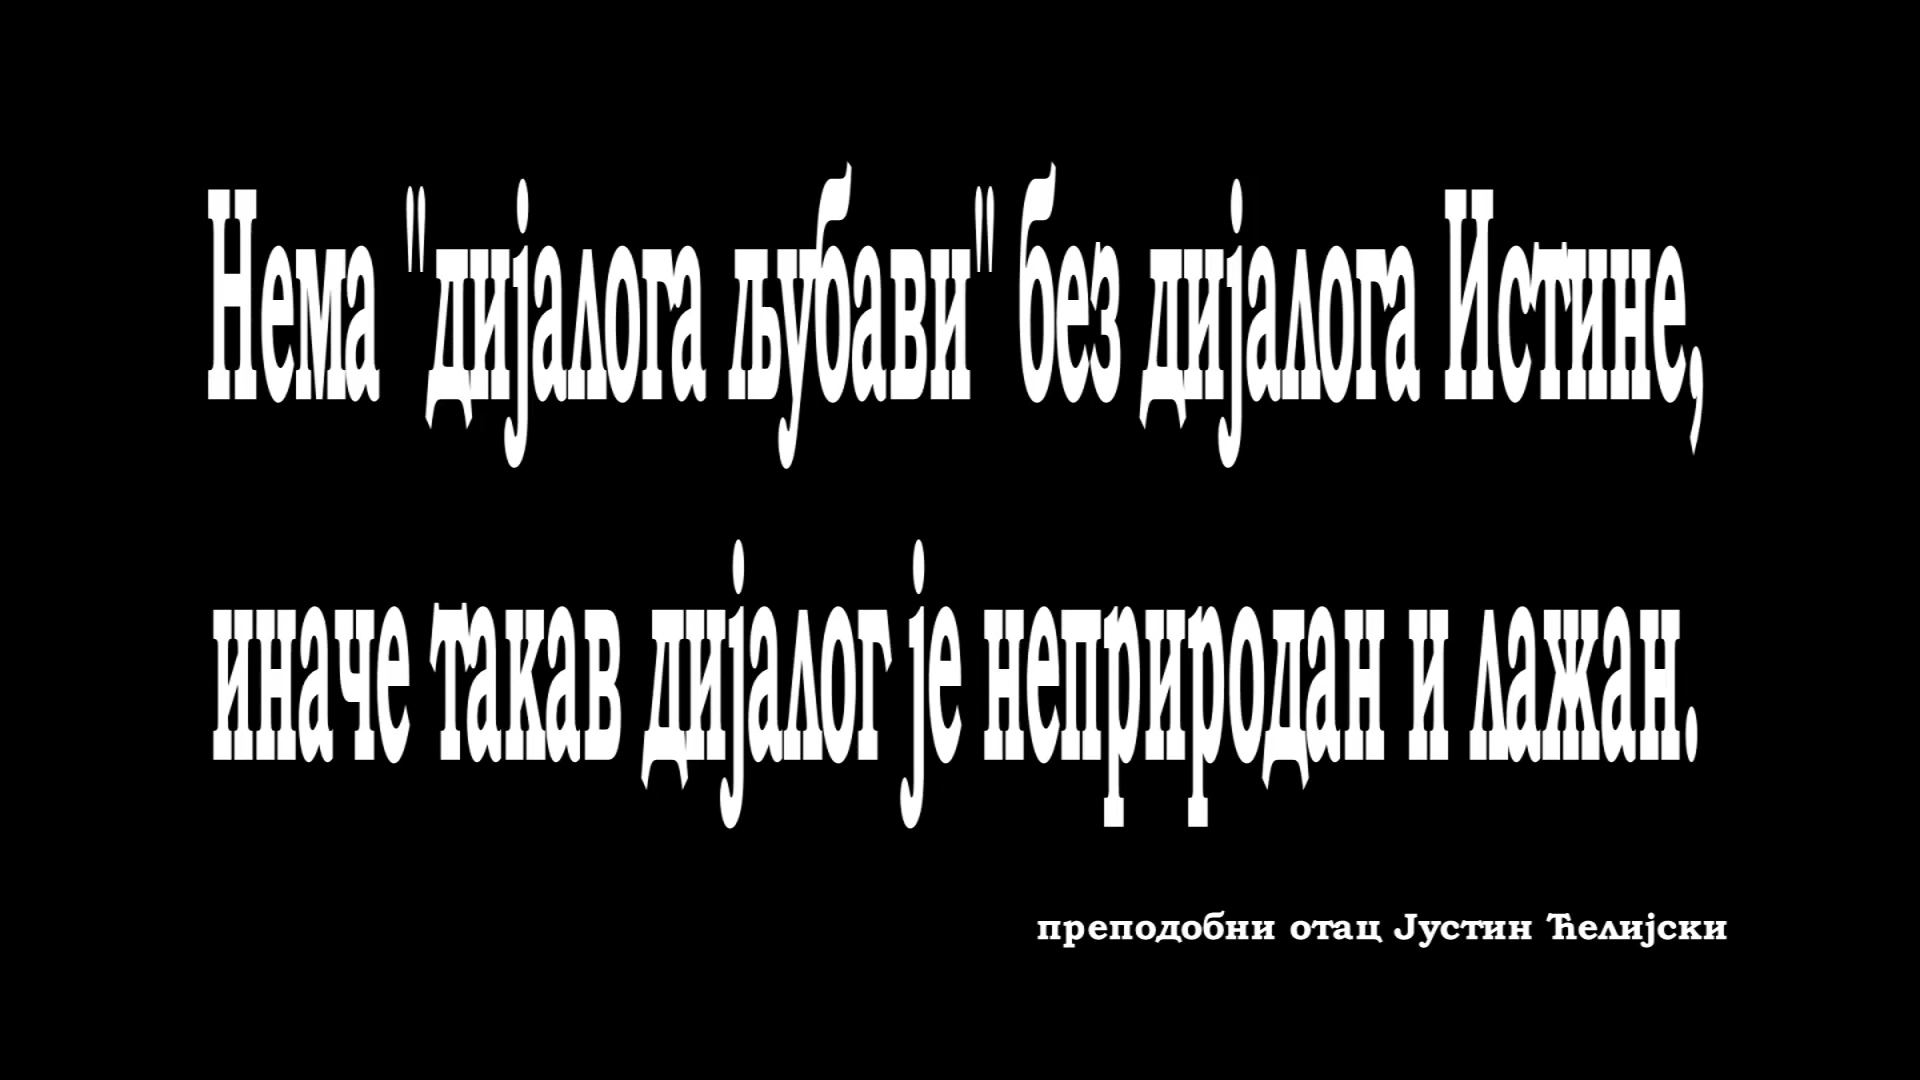 Нема "дијалога љубави" без дијалога Истине,
иначе такав дијалог је неприродан и лажан.
преподобни отац Јустин Ћелијски